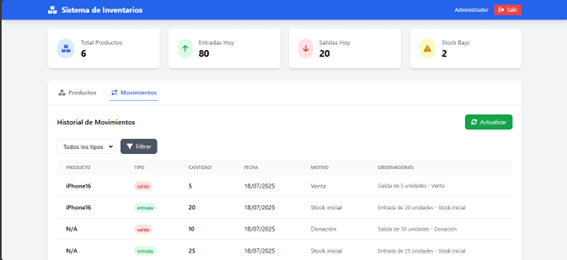 Sistema de Inventarios Administrador Salir
Total Productos Entradas Hoy Salidas Hoy Stock Bajo
6 80 20 2
Productos Movimientos
Historial de Movimientos Actualizar
Todos los tipos Filtrar
PRODUCTO TIPO CANTIDAD FECHA MOTIVO OBSERVACIONES
iPhone16 salida 5 18/07/2025 Venta Salida de 5 unidades - Venta
iPhone16 entrada 20 18/07/2025 Stock inicial Entrada de 20 unidades - Stock inicial
N/A salida 10 18/07/2025 Donación Salida de 10 unidades - Donación
N/A entrada 25 18/07/2025 Stock inicial Entrada de 25 unidades - Stock inicial